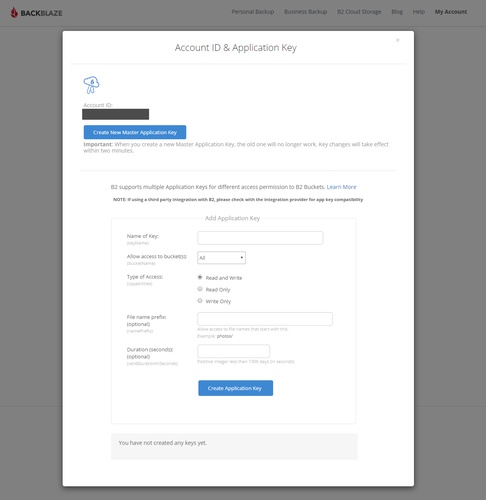 BACKBLAZE
Personal Backup Business Backup B2 Cloud Storage Blog Help My Account
×
Account ID & Application Key
Account ID:
Create New Master Application Key
Important: When you create a new Master Application Key, the old one will no longer work. Key changes will take effect
within two minutes.
B2 supports multiple Application Keys for different access permission to B2 Buckets. Learn More
NOTE: If using a third party integration with B2, please check with the integration provider for app key compatibility
Add Application Key
Name of Key:
(keyName)
Allow access to bucket(s):
(bucketName)
All
Type of Access:
Read and Write
Read Only
Write Only
File name prefix:
(optional)
(namePrefix)
Allow access to file names that start with this.
Example: photos/
Duration (seconds):
(optional)
(validDurationInSeconds)
Positive integer less than 1000 days (in seconds).
Create Application Key
You have not created any keys yet.